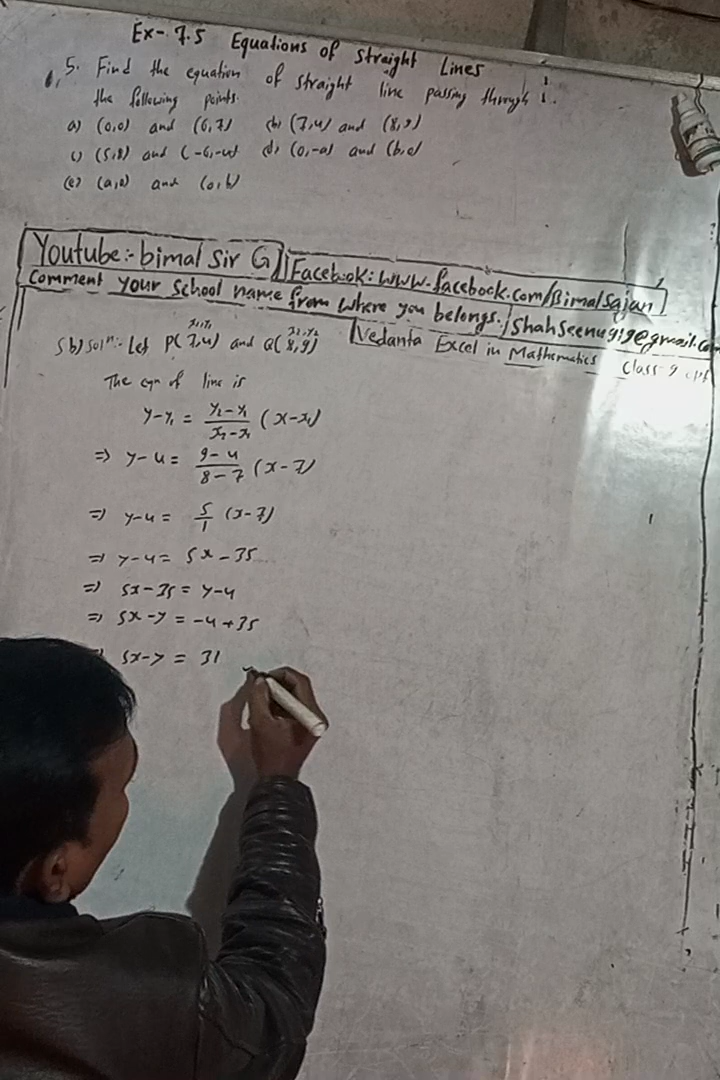 Ex- 7.5 Equations of Straight Lines
5. Find the equation of straight line passing through
the following points.
a) (0,0) and (6,7) (b) (7,4) and (8,9)
c) (5,8) and (-6,-4) (d) (0,-a) and (b,0)
(e) (a,0) and (0,b)
Youtube:- bimal Sir G Facebook: www.facebook.com/Bimalsajan
Comment your School name from where you belongs./
Vedanta Excel in Mathematics Class 9
x₁,y₁ x₂,y₂
5 b) Solⁿ:- Let P(7,4) and Q(8,9)
The eqn of line is
y-y₁ = y₂-y₁/x₂-x₁ (x-x₁)
=> y-4 = 9-4/8-7 (x-7)
=> y-4 = 5/1 (x-7)
=> y-4 = 5x-35
=> 5x-35 = y-4
=> 5x-y = -4+35
5x-y = 31